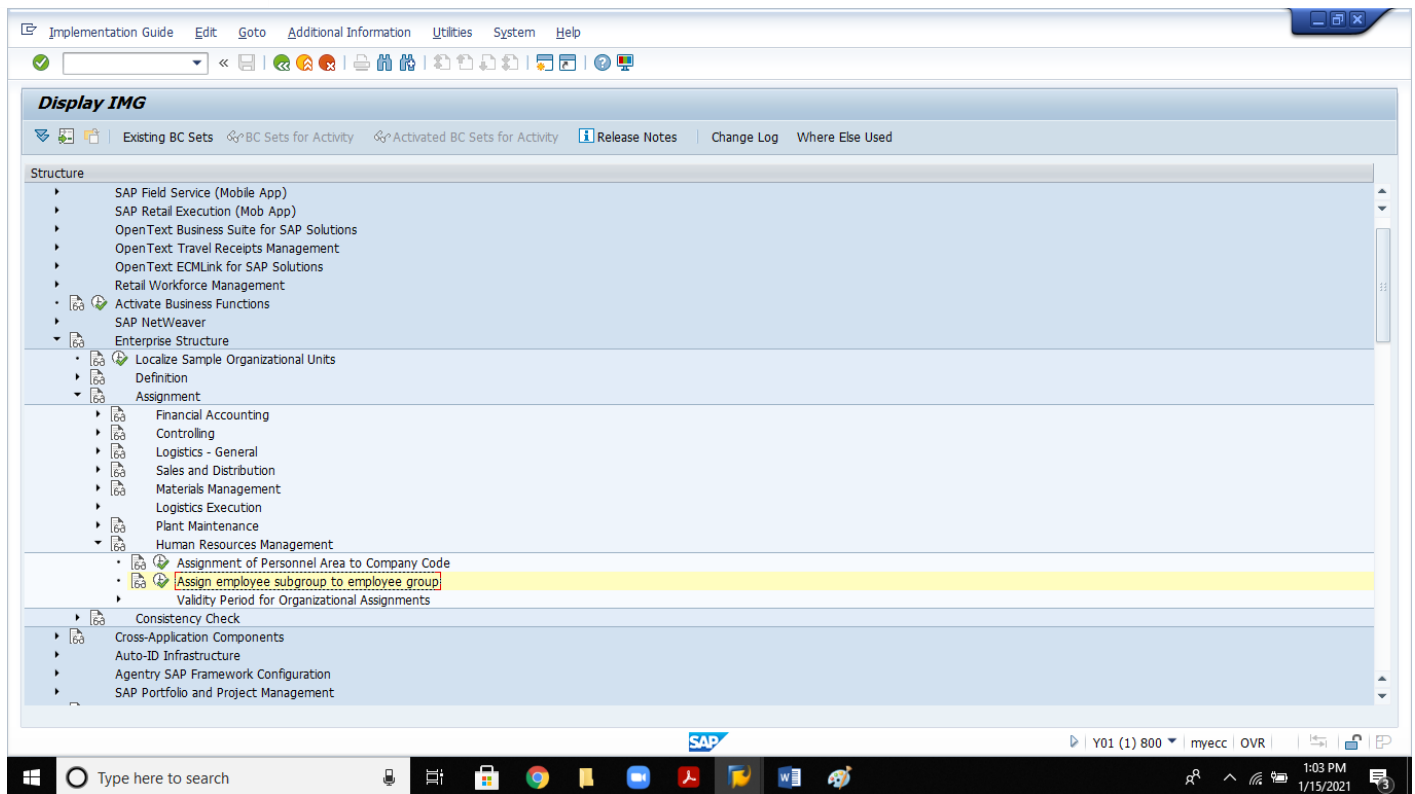 Implementation Guide Edit Goto Additional Information Utilities System Help
Display IMG
Existing BC Sets BC Sets for Activity Activated BC Sets for Activity Release Notes Change Log Where Else Used
Structure
SAP Field Service (Mobile App)
SAP Retail Execution (Mob App)
OpenText Business Suite for SAP Solutions
OpenText Travel Receipts Management
OpenText ECMLink for SAP Solutions
Retail Workforce Management
Activate Business Functions
SAP NetWeaver
Enterprise Structure
Localize Sample Organizational Units
Definition
Assignment
Financial Accounting
Controlling
Logistics - General
Sales and Distribution
Materials Management
Logistics Execution
Plant Maintenance
Human Resources Management
Assignment of Personnel Area to Company Code
Assign employee subgroup to employee group
Validity Period for Organizational Assignments
Consistency Check
Cross-Application Components
Auto-ID Infrastructure
Agentry SAP Framework Configuration
SAP Portfolio and Project Management
SAP Y01 (1) 800 myecc OVR
Type here to search
1:03 PM
1/15/2021
3